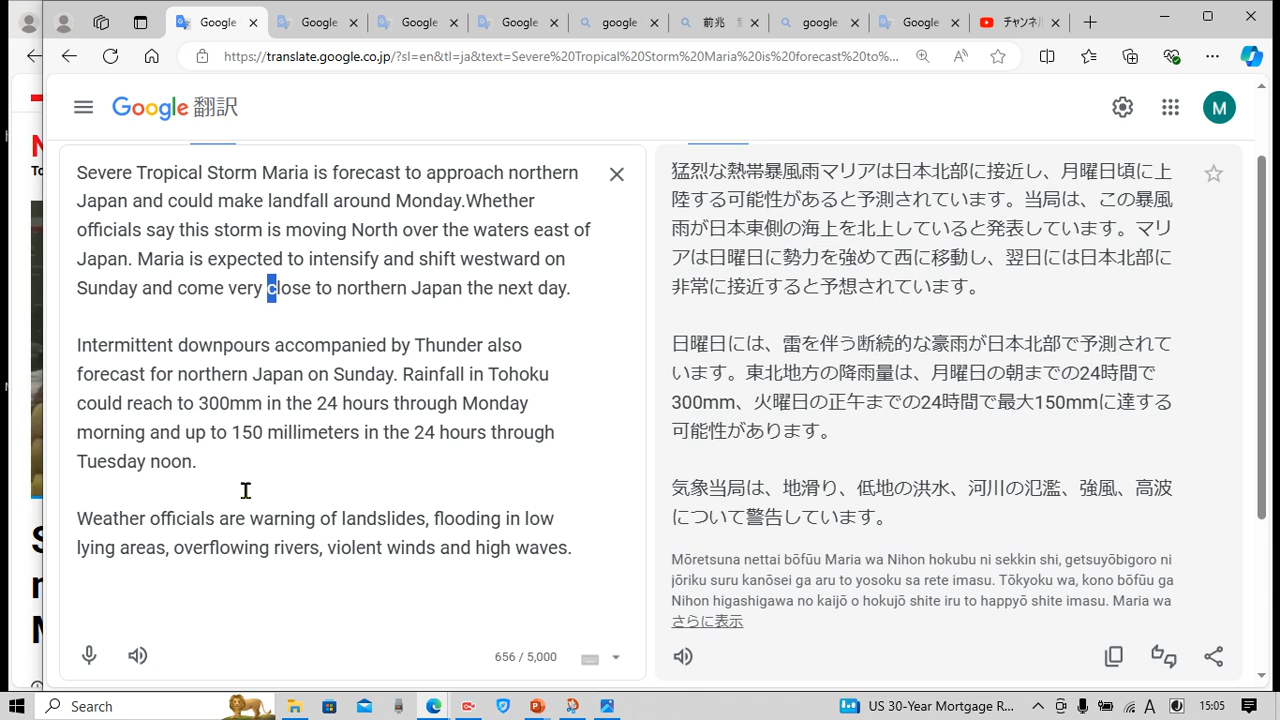 Google
Google
Google
Google
google
前兆
google
Google
チャンネル
https://translate.google.co.jp/?sl=en&tl=ja&text=Severe%20Tropical%20Storm%20Maria%20is%20forecast%20to%...
Google 翻訳
M
Severe Tropical Storm Maria is forecast to approach northern
Japan and could make landfall around Monday.Whether
officials say this storm is moving North over the waters east of
Japan. Maria is expected to intensify and shift westward on
Sunday and come very close to northern Japan the next day.
Intermittent downpours accompanied by Thunder also
forecast for northern Japan on Sunday. Rainfall in Tohoku
could reach to 300mm in the 24 hours through Monday
morning and up to 150 millimeters in the 24 hours through
Tuesday noon.
Weather officials are warning of landslides, flooding in low
lying areas, overflowing rivers, violent winds and high waves.
656 / 5,000
猛烈な熱帯暴風雨マリアは日本北部に接近し、月曜日頃に上
陸する可能性があると予測されています。当局は、この暴風
雨が日本東側の海上を北上していると発表しています。マリ
アは日曜日に勢力を強めて西に移動し、翌日には日本北部に
非常に接近すると予想されています。
日曜日には、雷を伴う断続的な豪雨が日本北部で予測されて
います。東北地方の降雨量は、月曜日の朝までの24時間で
300mm、火曜日の正午までの24時間で最大150mmに達する
可能性があります。
気象当局は、地滑り、低地の洪水、河川の氾濫、強風、高波
について警告しています。
Mōretsuna nettai bōfūu Maria wa Nihon hokubu ni sekkin shi, getsuyōbigoro ni
jōriku suru kanōsei ga aru to yosoku sa rete imasu. Tōkyoku wa, kono bōfūu ga
Nihon higashigawa no kaijō o hokujō shite iru to happyō shite imasu. Maria wa
さらに表示
Search
US 30-Year Mortgage R...
A
15:05